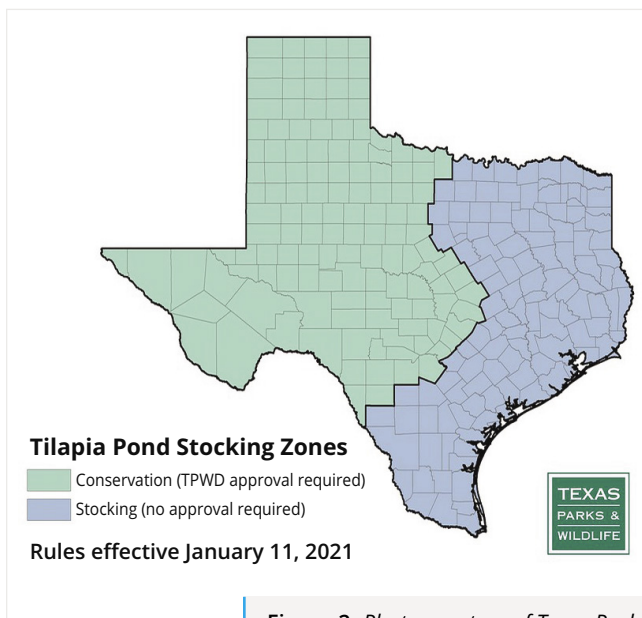 Tilapia Pond Stocking Zones
Conservation (TPWD approval required)
Stocking (no approval required)
Rules effective January 11, 2021
TEXAS
PARKS &
WILDLIFE